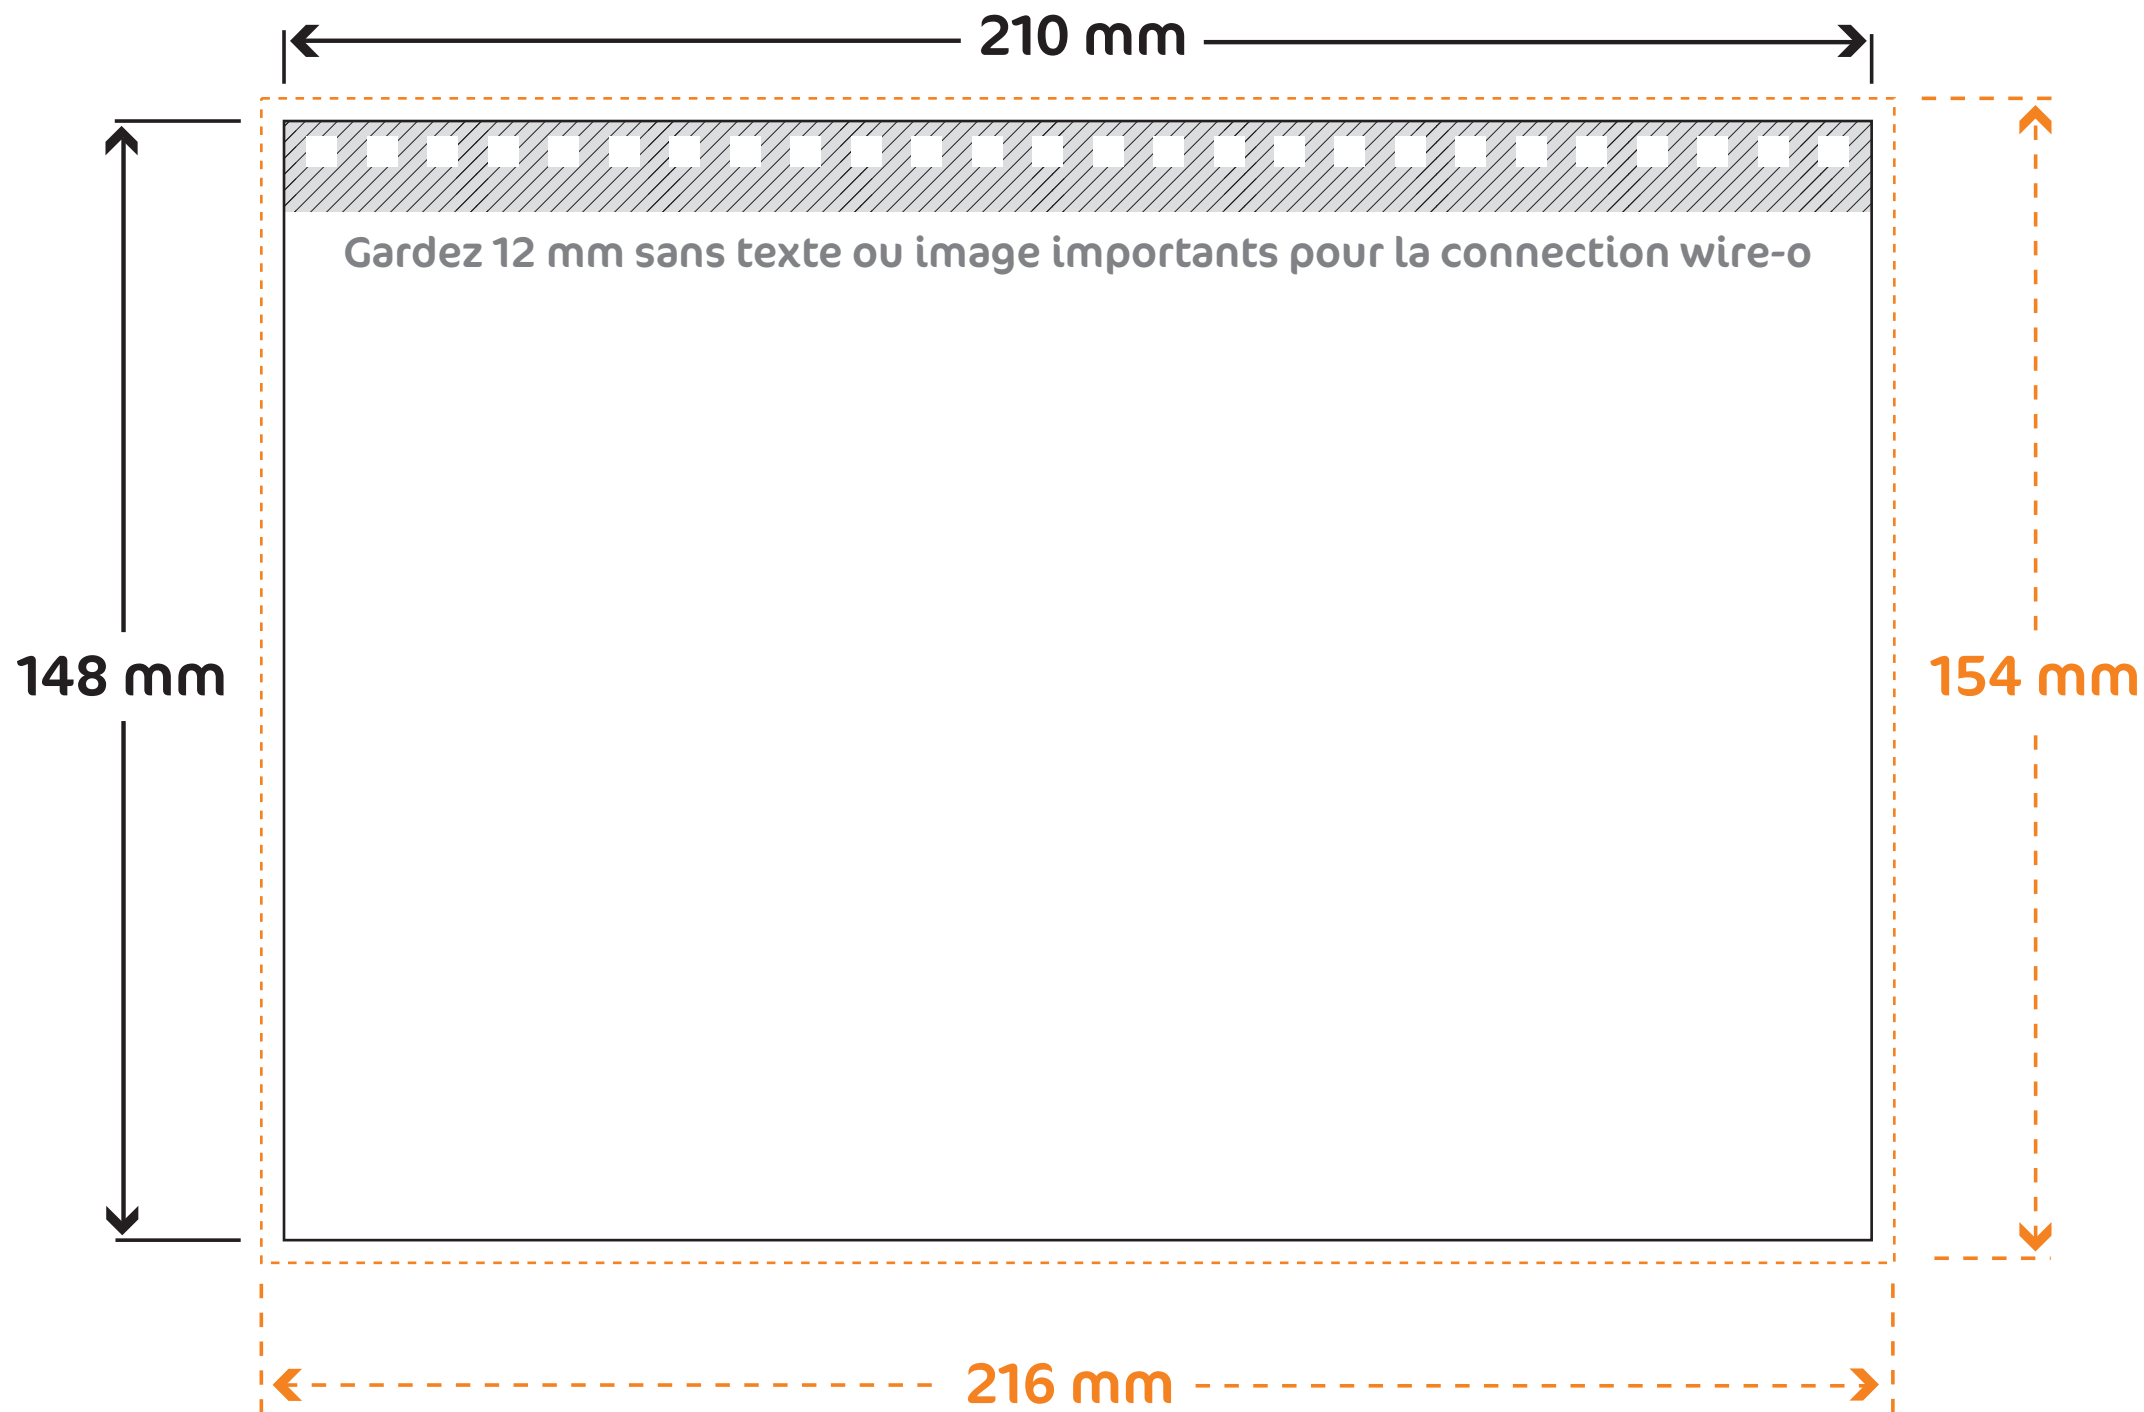 210 mm
Gardez 12 mm sans texte ou image importants pour la connection wire-o
148 mm
154 mm
216 mm